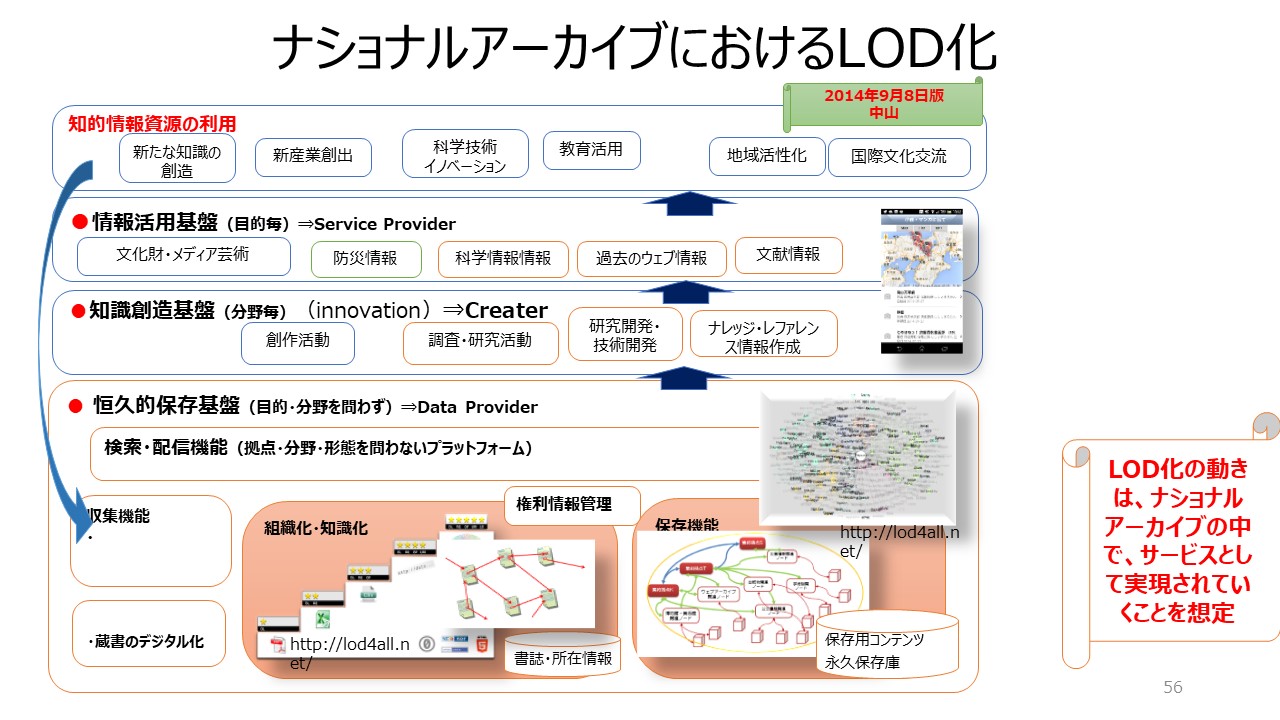 ナショナルアーカイブにおけるLOD化
2014年9月8日版
中山
知的情報資源の利用
新たな知識の
創造
新産業創出
科学技術
イノベーション
教育活用
地域活性化
国際文化交流
●情報活用基盤（目的毎）⇒Service Provider
文化財・メディア芸術
防災情報
科学情報情報
過去のウェブ情報
文献情報
●知識創造基盤（分野毎）（innovation）⇒Creater
創作活動
調査・研究活動
研究開発・
技術開発
ナレッジ・レファレン
ス情報作成
● 恒久的保存基盤（目的・分野を問わず）⇒Data Provider
検索・配信機能（拠点・分野・形態を問わないプラットフォーム）
収集機能
・
・蔵書のデジタル化
組織化・知識化
権利情報管理
保存機能
http://lod4all.n
et/
http://lod4all.n
et/
書誌・所在情報
ウェブアーカイブ
関連ノード
保存用コンテンツ
永久保存庫
LOD化の動き
は、ナショナル
アーカイブの中
で、サービスとし
て実現されてい
くことを想定
56